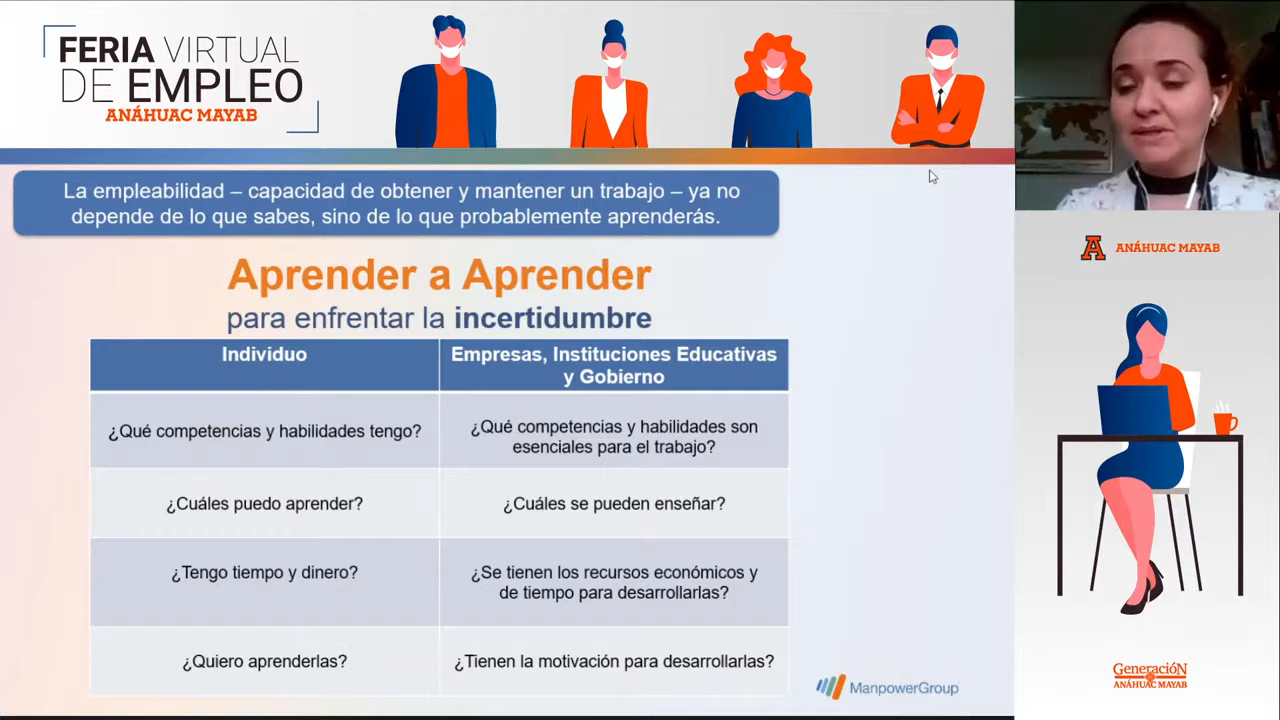 FERIA VIRTUAL
DE EMPLEO
ANÁHUAC MAYAB
La empleabilidad – capacidad de obtener y mantener un trabajo – ya no
depende de lo que sabes, sino de lo que probablemente aprenderás.
Aprender a Aprender
para enfrentar la incertidumbre
Individuo
Empresas, Instituciones Educativas
y Gobierno
¿Qué competencias y habilidades tengo?
¿Qué competencias y habilidades son
esenciales para el trabajo?
¿Cuáles puedo aprender?
¿Cuáles se pueden enseñar?
¿Tengo tiempo y dinero?
¿Se tienen los recursos económicos y
de tiempo para desarrollarlas?
¿Quiero aprenderlas?
¿Tienen la motivación para desarrollarlas?
ManpowerGroup
A ANÁHUAC MAYAB
GeneracióN
ANÁHUAC MAYAB